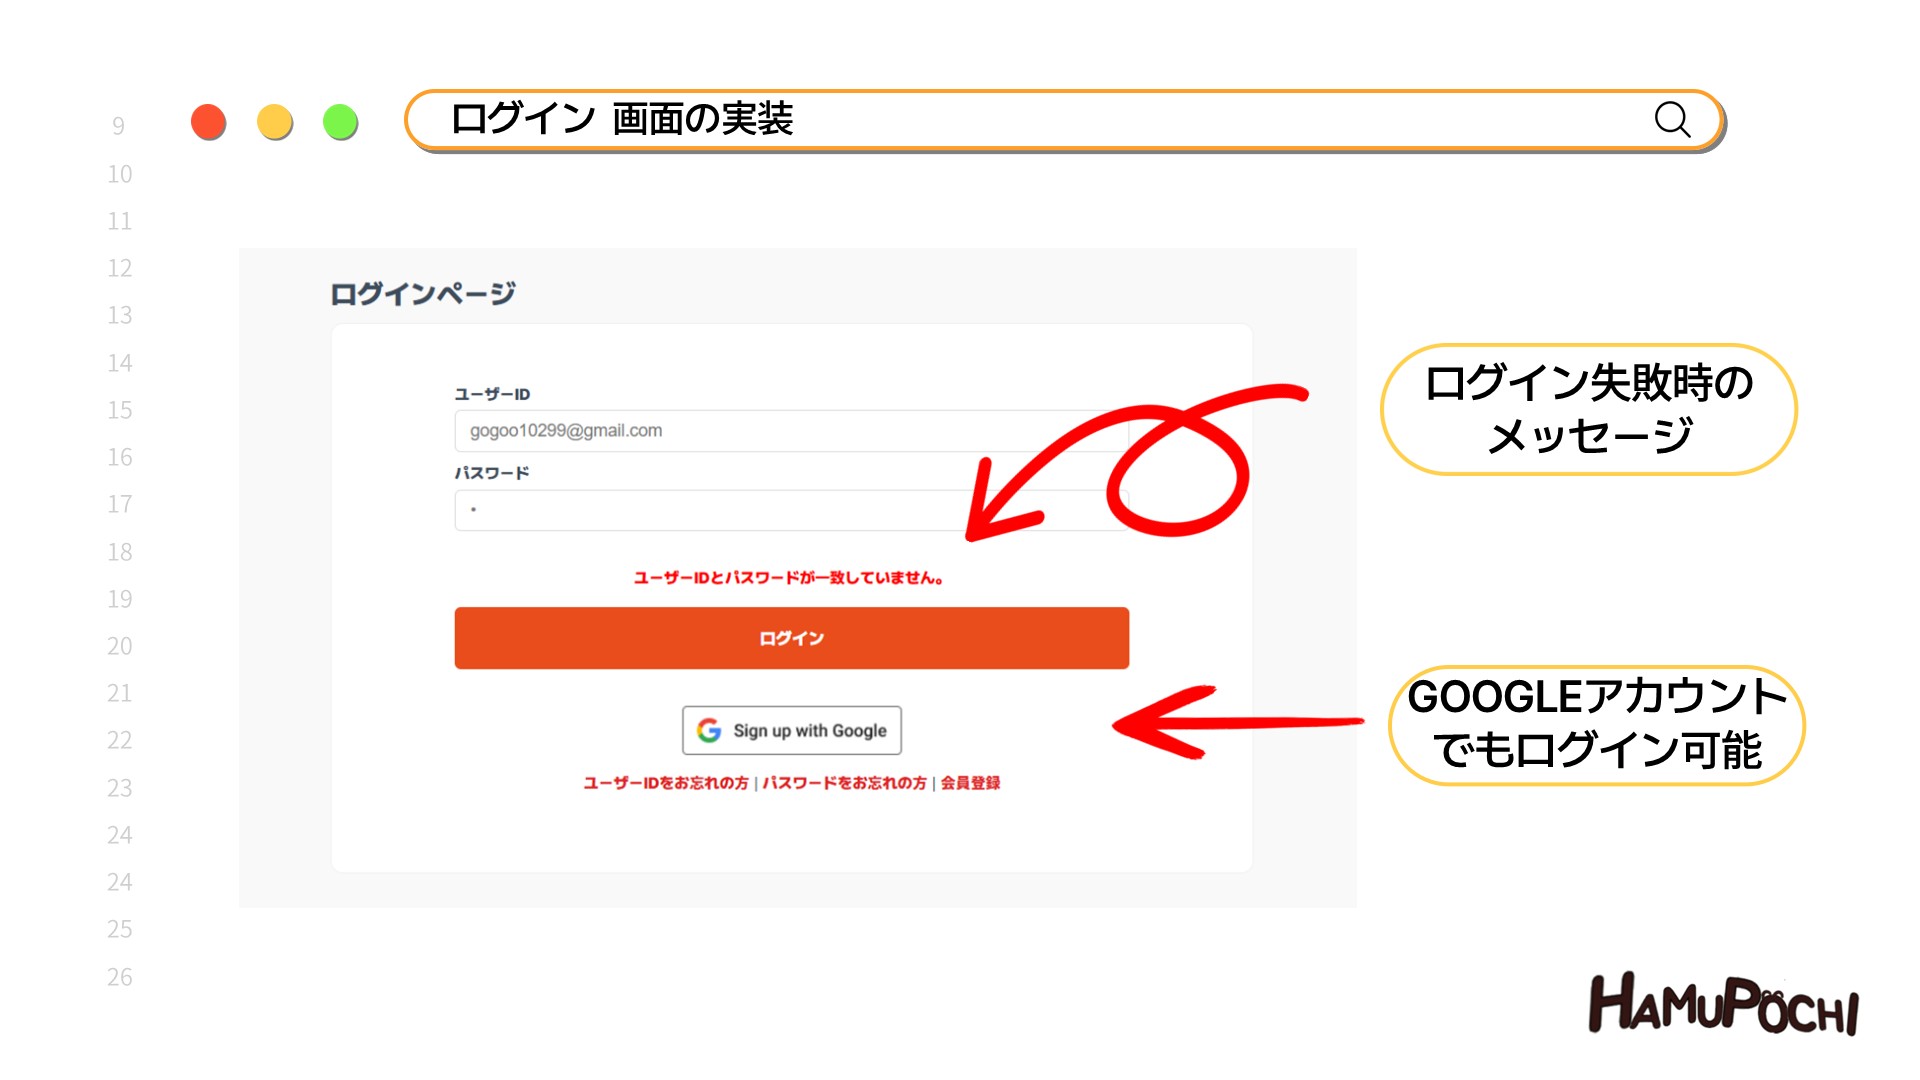 ログイン 画面の実装
9
10
11
12
13
14
15
16
17
18
19
20
21
22
23
24
24
25
26
ログインページ
ユーザーID
gogoo10299@gmail.com
パスワード
ユーザーIDとパスワードが一致していません。
ログイン
Sign up with Google
ユーザーIDをお忘れの方 | パスワードをお忘れの方 | 会員登録
ログイン失敗時の
メッセージ
GOOGLEアカウント
でもログイン可能
HAMUPOCHI